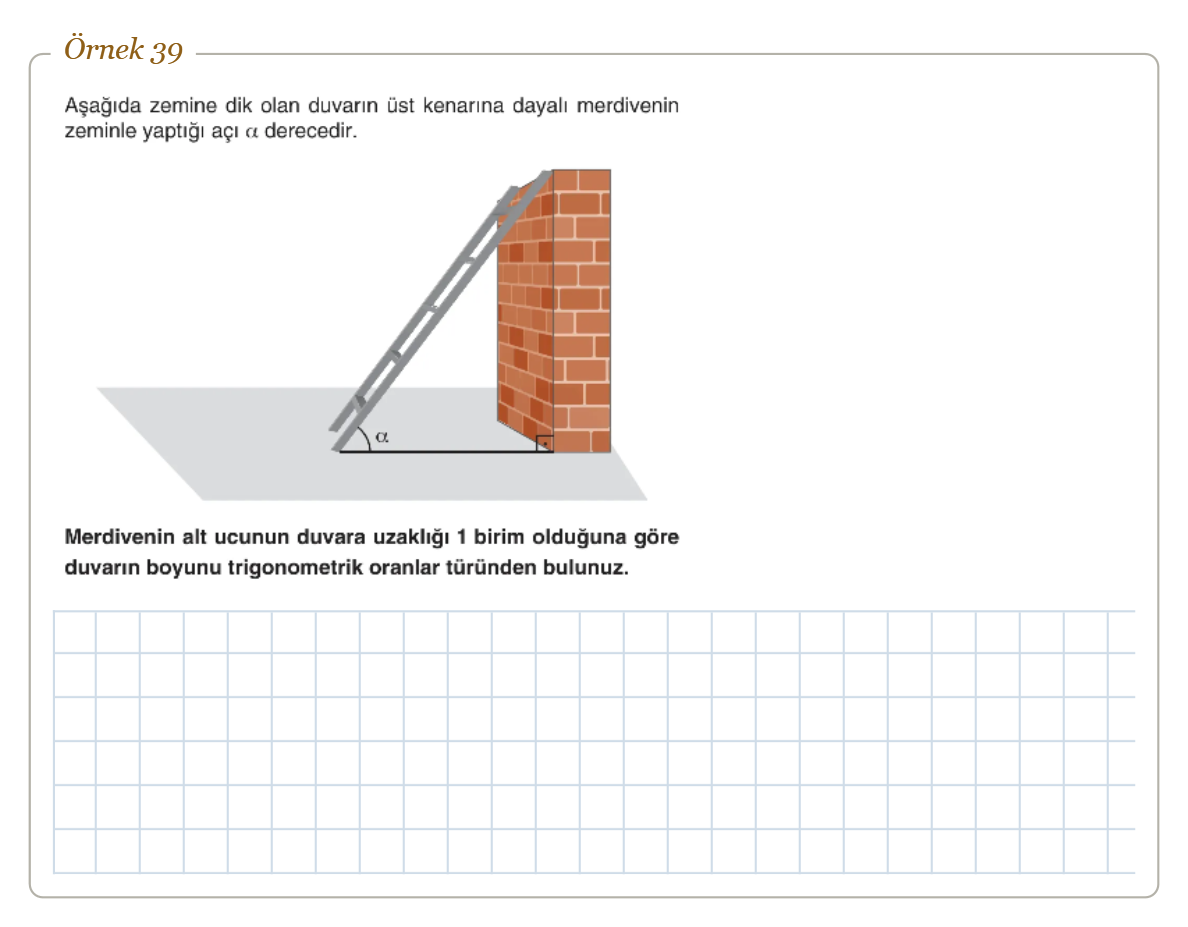 Örnek 39
Aşağıda zemine dik olan duvarın üst kenarına dayalı merdivenin
zeminle yaptığı açı α derecedir.
α
Merdivenin alt ucunun duvara uzaklığı 1 birim olduğuna göre
duvarın boyunu trigonometrik oranlar türünden bulunuz.